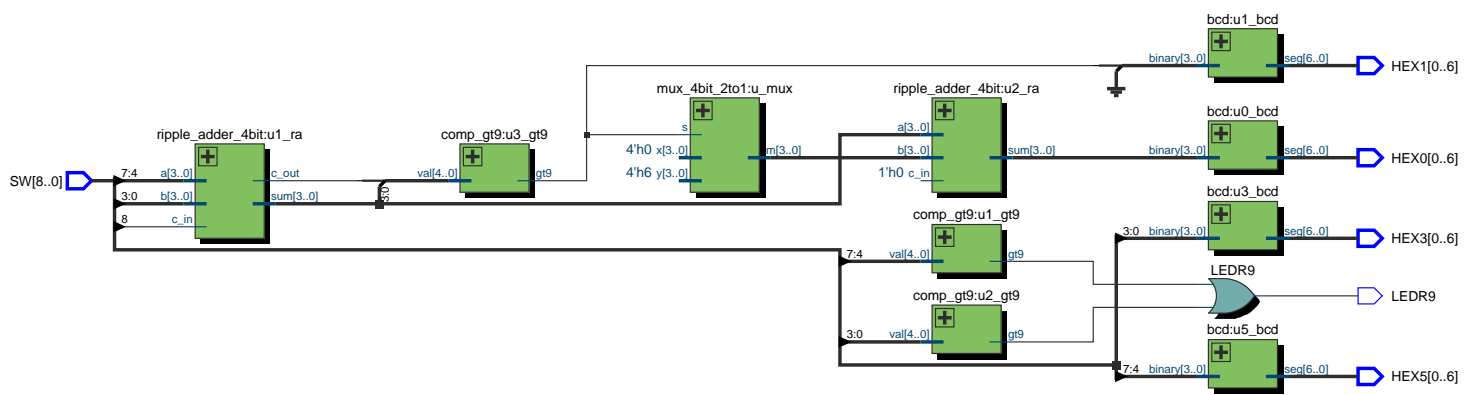 bcd:u1_bcd
binary[3..0] seg[6..0]
HEX1[0..6]
mux_4bit_2to1:u_mux
ripple_adder_4bit:u2_ra
bcd:u0_bcd
s
4'h0 x[3..0]
4'h6 y[3..0]
m[3..0]
a[3..0]
b[3..0]
1'h0 c_in
sum[3..0]
binary[3..0] seg[6..0]
HEX0[0..6]
ripple_adder_4bit:u1_ra
comp_gt9:u3_gt9
SW[8..0]
7:4 a[3..0]
3:0 b[3..0]
8 c_in
c_out
sum[3..0]
3:0
val[4..0] gt9
bcd:u3_bcd
3:0 binary[3..0] seg[6..0]
HEX3[0..6]
comp_gt9:u1_gt9
7:4 val[4..0] gt9
LEDR9
LEDR9
comp_gt9:u2_gt9
3:0 val[4..0] gt9
bcd:u5_bcd
7:4 binary[3..0] seg[6..0]
HEX5[0..6]